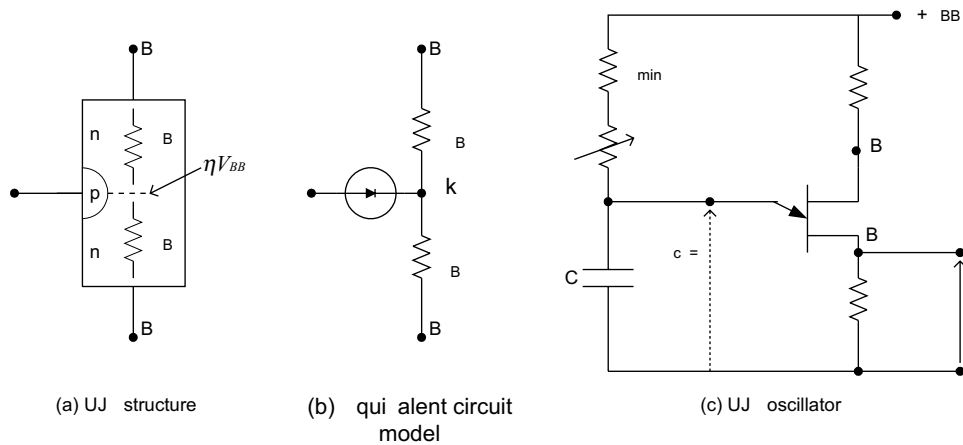 B
n
B
p
ηV_BB
n
B
B
(a) UJ structure
B
B
k
B
B
(b) qui alent circuit
model
+ BB
min
B
B
c =
C
(c) UJ oscillator